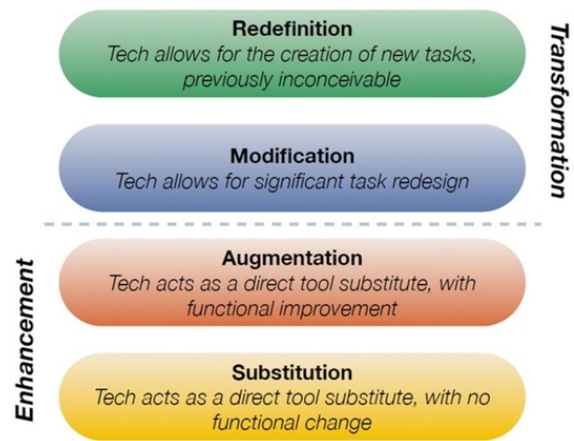 Redefinition
Tech allows for the creation of new tasks,
previously inconceivable
Transformation
Modification
Tech allows for significant task redesign
Augmentation
Tech acts as a direct tool substitute, with
functional improvement
Enhancement
Substitution
Tech acts as a direct tool substitute, with no
functional change